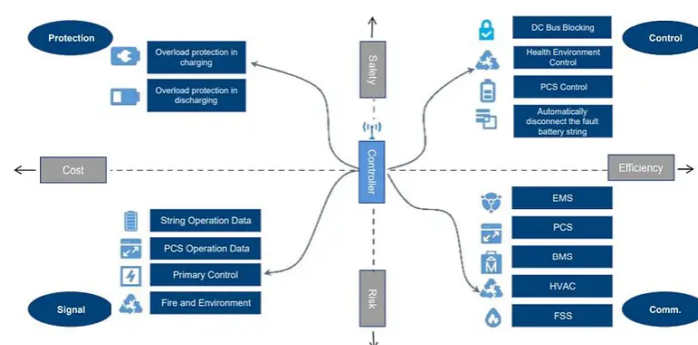 Protection
Overload protection in
charging
Overload protection in
discharging
Safety
DC Bus Blocking
Health Environment
Control
PCS Control
Automatically
disconnect the fault
battery string
Control
Cost
Controller
Efficiency
String Operation Data
PCS Operation Data
Primary Control
Fire and Environment
Signal
Risk
EMS
PCS
M
BMS
HVAC
FSS
Comm.